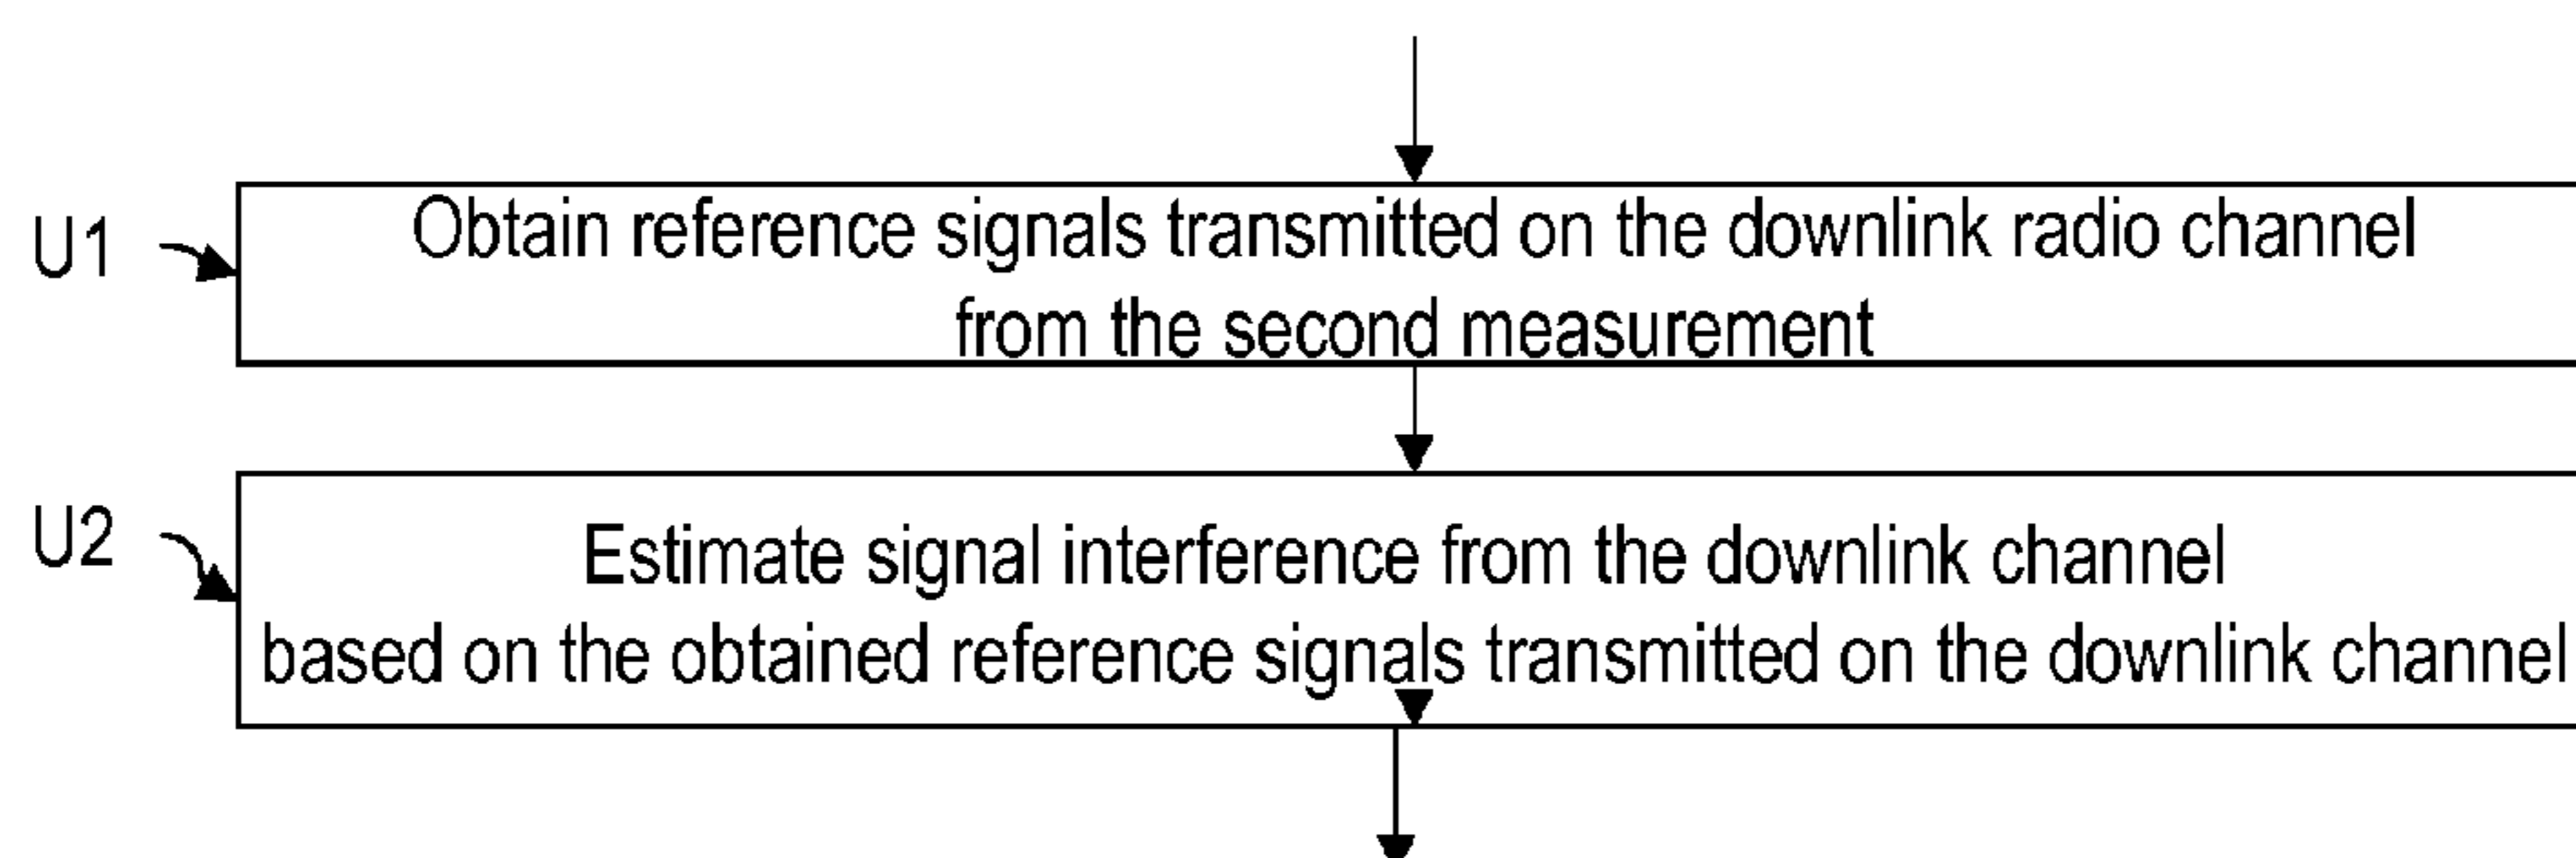 U1
Obtain reference signals transmitted on the downlink radio channel
from the second measurement
U2
Estimate signal interference from the downlink channel
based on the obtained reference signals transmitted on the downlink channel